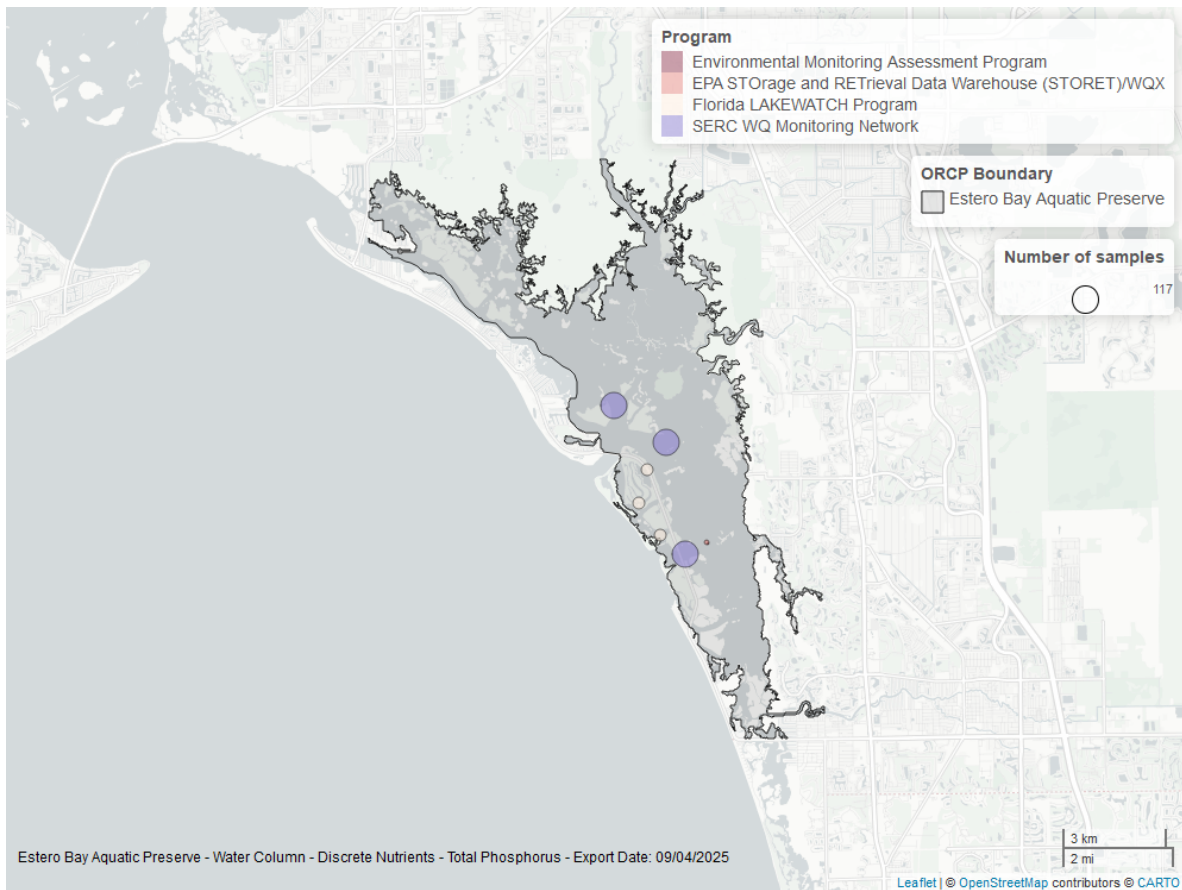 Program
Environmental Monitoring Assessment Program
EPA STOrage and RETrieval Data Warehouse (STORET)/WQX
Florida LAKEWATCH Program
SERC WQ Monitoring Network
ORCP Boundary
Estero Bay Aquatic Preserve
Number of samples
117
3 km
2 mi
Estero Bay Aquatic Preserve - Water Column - Discrete Nutrients - Total Phosphorus - Export Date: 09/04/2025
Leaflet | © OpenStreetMap contributors © CARTO